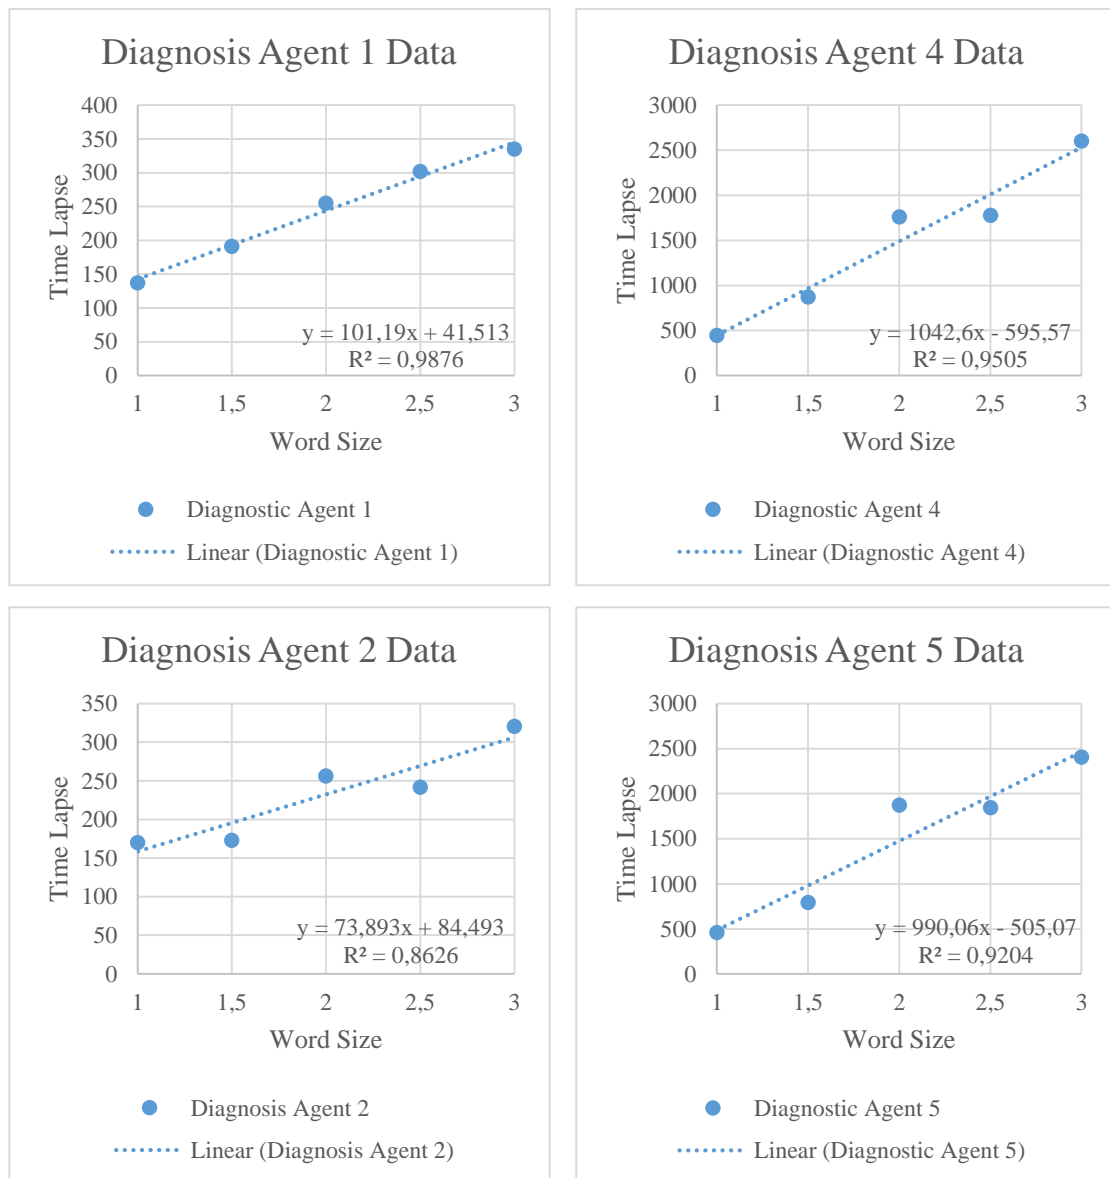 Diagnosis Agent 1 Data
400
350
300
250
200
150
100
50
0
Time Lapse
y = 101,19x + 41,513
R² = 0,9876
1 1,5 2 2,5 3
Word Size
Diagnostic Agent 1
Linear (Diagnostic Agent 1)
Diagnosis Agent 4 Data
3000
2500
2000
1500
1000
500
0
Time Lapse
y = 1042,6x - 595,57
R² = 0,9505
1 1,5 2 2,5 3
Word Size
Diagnostic Agent 4
Linear (Diagnostic Agent 4)
Diagnosis Agent 2 Data
350
300
250
200
150
100
50
0
Time Lapse
y = 73,893x + 84,493
R² = 0,8626
1 1,5 2 2,5 3
Word Size
Diagnosis Agent 2
Linear (Diagnosis Agent 2)
Diagnosis Agent 5 Data
3000
2500
2000
1500
1000
500
0
Time Lapse
y = 990,06x - 505,07
R² = 0,9204
1 1,5 2 2,5 3
Word Size
Diagnostic Agent 5
Linear (Diagnostic Agent 5)